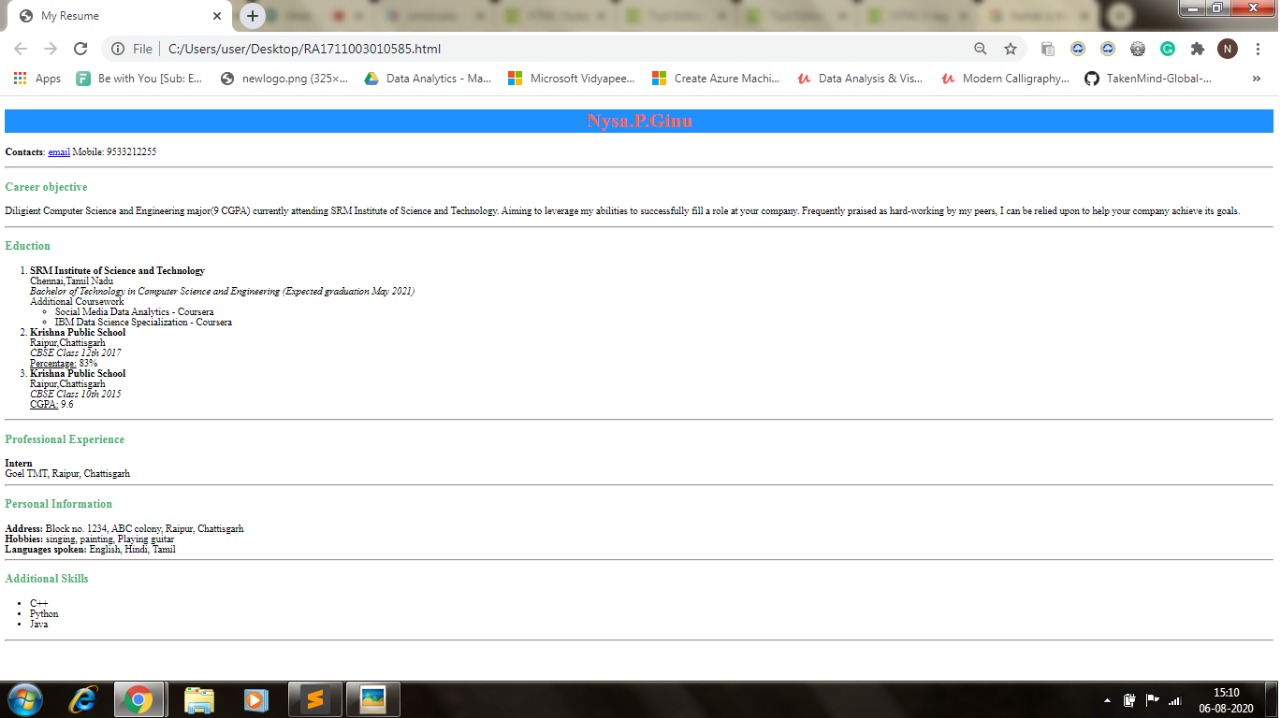 My Resume
File C:/Users/user/Desktop/RA1711003010585.html
N
Apps Be with You [Sub: E... newlogo.png (325×... Data Analytics - Ma... Microsoft Vidyapee... Create Azure Machi... Data Analysis & Vis... Modern Calligraphy... TakenMind-Global-... »
Nysa.P.Ginu
Contacts: email Mobile: 9533212255
Career objective
Diligient Computer Science and Engineering major(9 CGPA) currently attending SRM Institute of Science and Technology. Aiming to leverage my abilities to successfully fill a role at your company. Frequently praised as hard-working by my peers, I can be relied upon to help your company achieve its goals.
Eduction
1. SRM Institute of Science and Technology
Chennai,Tamil Nadu
Bachelor of Technology in Computer Science and Engineering (Expected graduation May 2021)
Additional Coursework
Social Media Data Analytics - Coursera
IBM Data Science Specialization - Coursera
2. Krishna Public School
Raipur,Chattisgarh
CBSE Class 12th 2017
Percentage: 83%
3. Krishna Public School
Raipur,Chattisgarh
CBSE Class 10th 2015
CGPA: 9.6
Professional Experience
Intern
Goel TMT, Raipur, Chattisgarh
Personal Information
Address: Block no. 1234, ABC colony, Raipur, Chattisgarh
Hobbies: singing, painting, Playing guitar
Languages spoken: English, Hindi, Tamil
Additional Skills
C++
Python
Java
15:10
06-08-2020